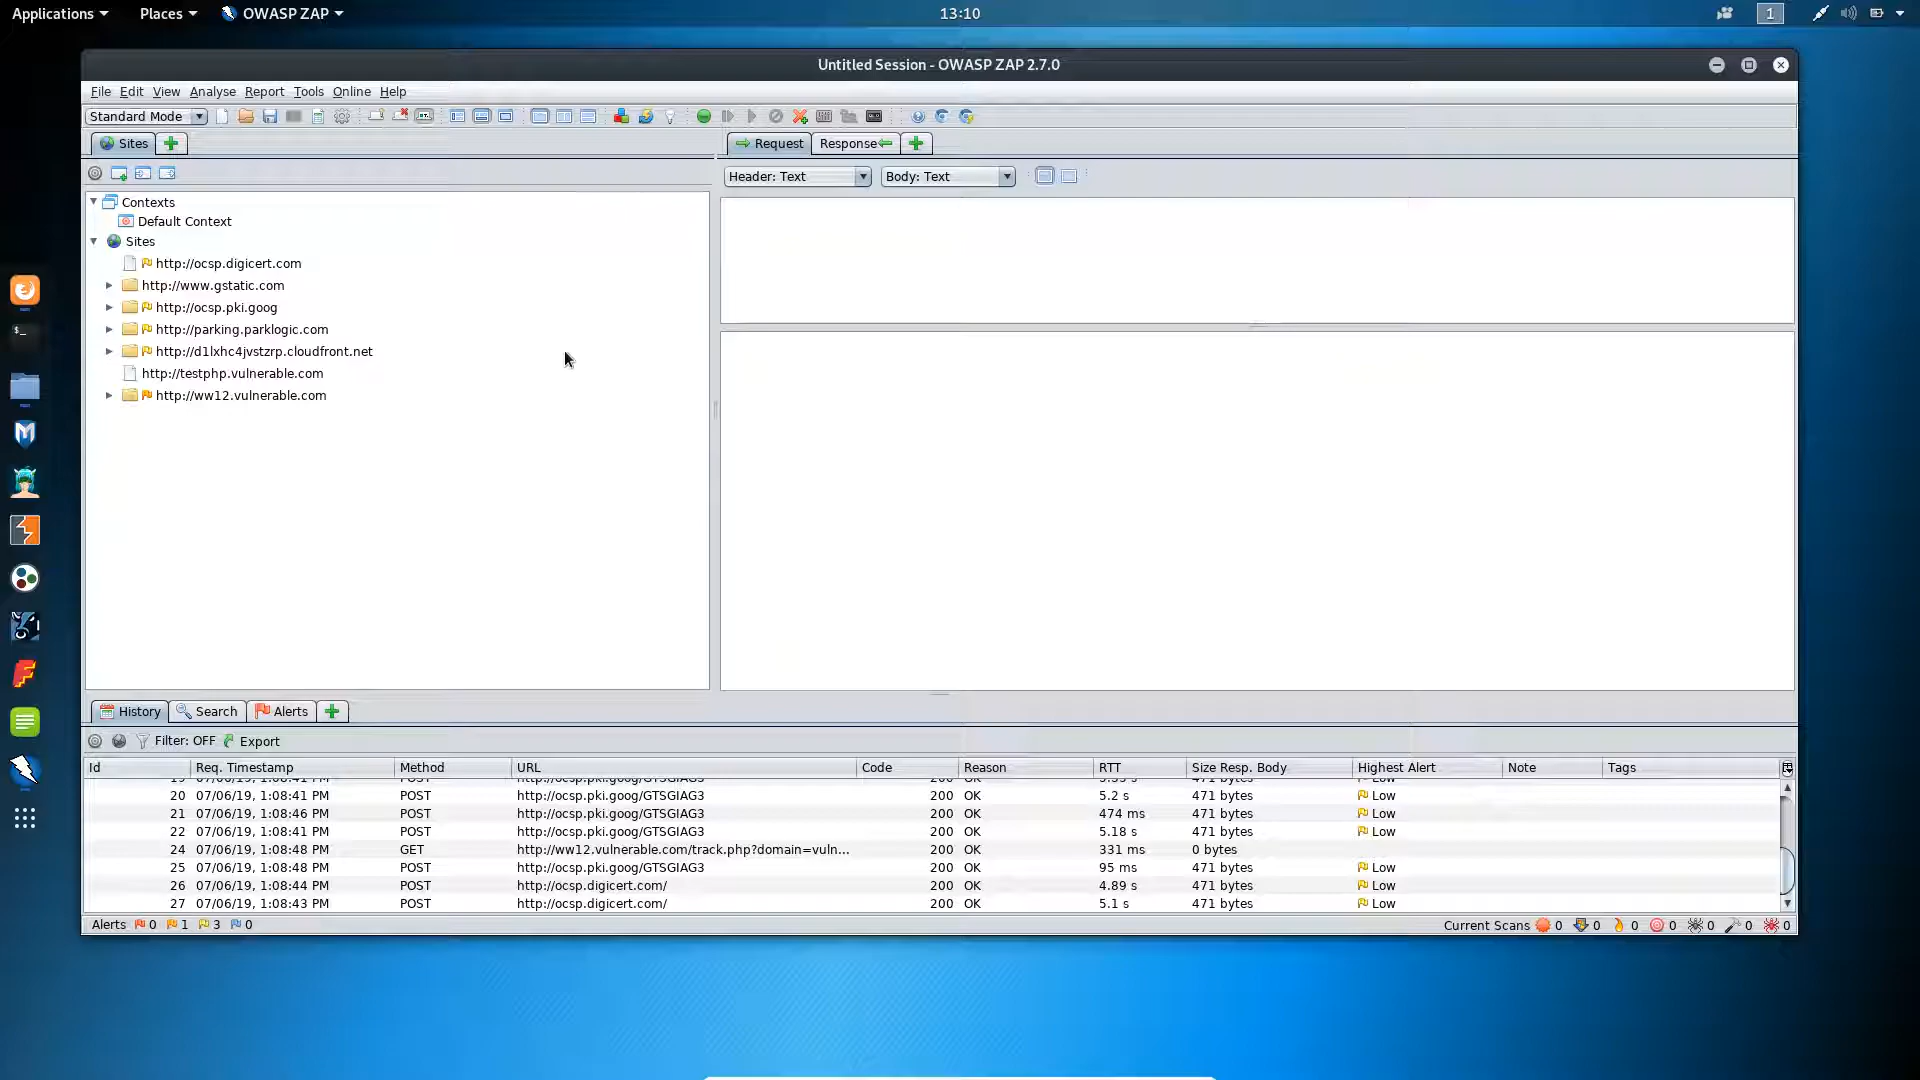 Applications Places OWASP ZAP 13:10 1
Untitled Session - OWASP ZAP 2.7.0
File Edit View Analyse Report Tools Online Help
Standard Mode
Sites Request Response
Header: Text Body: Text
Contexts
Default Context
Sites
http://ocsp.digicert.com
http://www.gstatic.com
http://ocsp.pki.goog
http://parking.parklogic.com
http://d1lxhc4jvstzrp.cloudfront.net
http://testphp.vulnerable.com
http://ww12.vulnerable.com
History Search Alerts
Filter: OFF Export
Id Req. Timestamp Method URL Code Reason RTT Size Resp. Body Highest Alert Note Tags
20 07/06/19, 1:08:41 PM POST http://ocsp.pki.goog/GTSGIAG3 200 OK 5.2 s 471 bytes Low
21 07/06/19, 1:08:46 PM POST http://ocsp.pki.goog/GTSGIAG3 200 OK 474 ms 471 bytes Low
22 07/06/19, 1:08:41 PM POST http://ocsp.pki.goog/GTSGIAG3 200 OK 5.18 s 471 bytes Low
24 07/06/19, 1:08:48 PM GET http://ww12.vulnerable.com/track.php?domain=vuln... 200 OK 331 ms 0 bytes
25 07/06/19, 1:08:48 PM POST http://ocsp.pki.goog/GTSGIAG3 200 OK 95 ms 471 bytes Low
26 07/06/19, 1:08:44 PM POST http://ocsp.digicert.com/ 200 OK 4.89 s 471 bytes Low
27 07/06/19, 1:08:43 PM POST http://ocsp.digicert.com/ 200 OK 5.1 s 471 bytes Low
Alerts 0 1 3 0 Current Scans 0 0 0 0 0 0 0